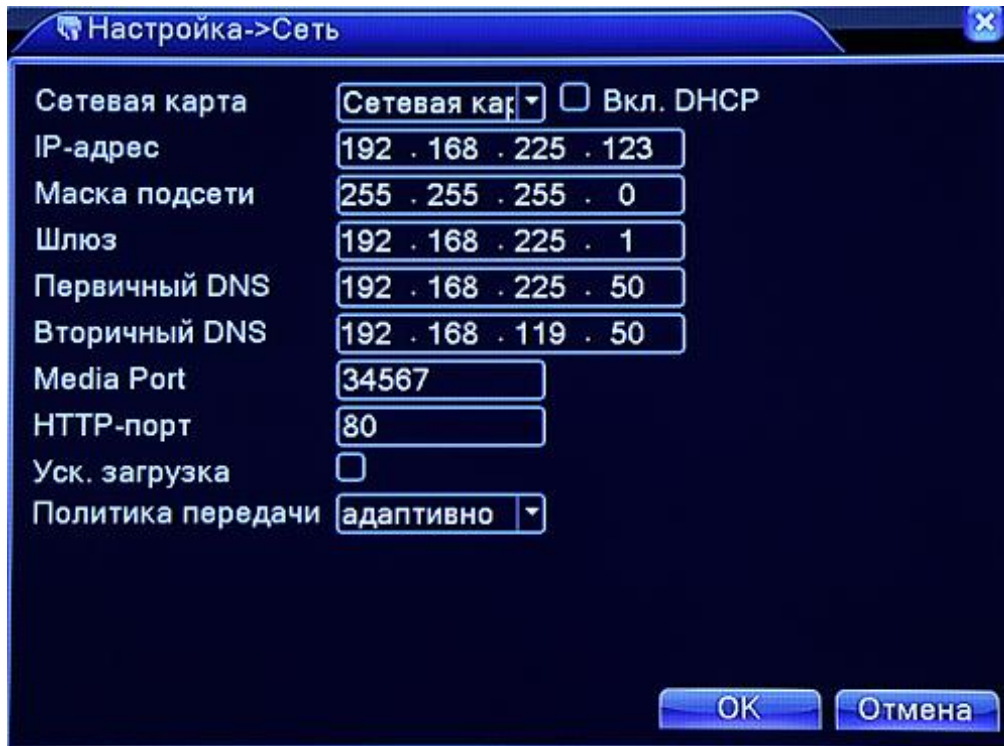 Настройка->Сеть
Сетевая карта Сетевая кар Вкл. DHCP
IP-адрес 192 . 168 . 225 . 123
Маска подсети 255 . 255 . 255 . 0
Шлюз 192 . 168 . 225 . 1
Первичный DNS 192 . 168 . 225 . 50
Вторичный DNS 192 . 168 . 119 . 50
Media Port 34567
HTTP-порт 80
Уск. загрузка
Политика передачи адаптивно
OK Отмена